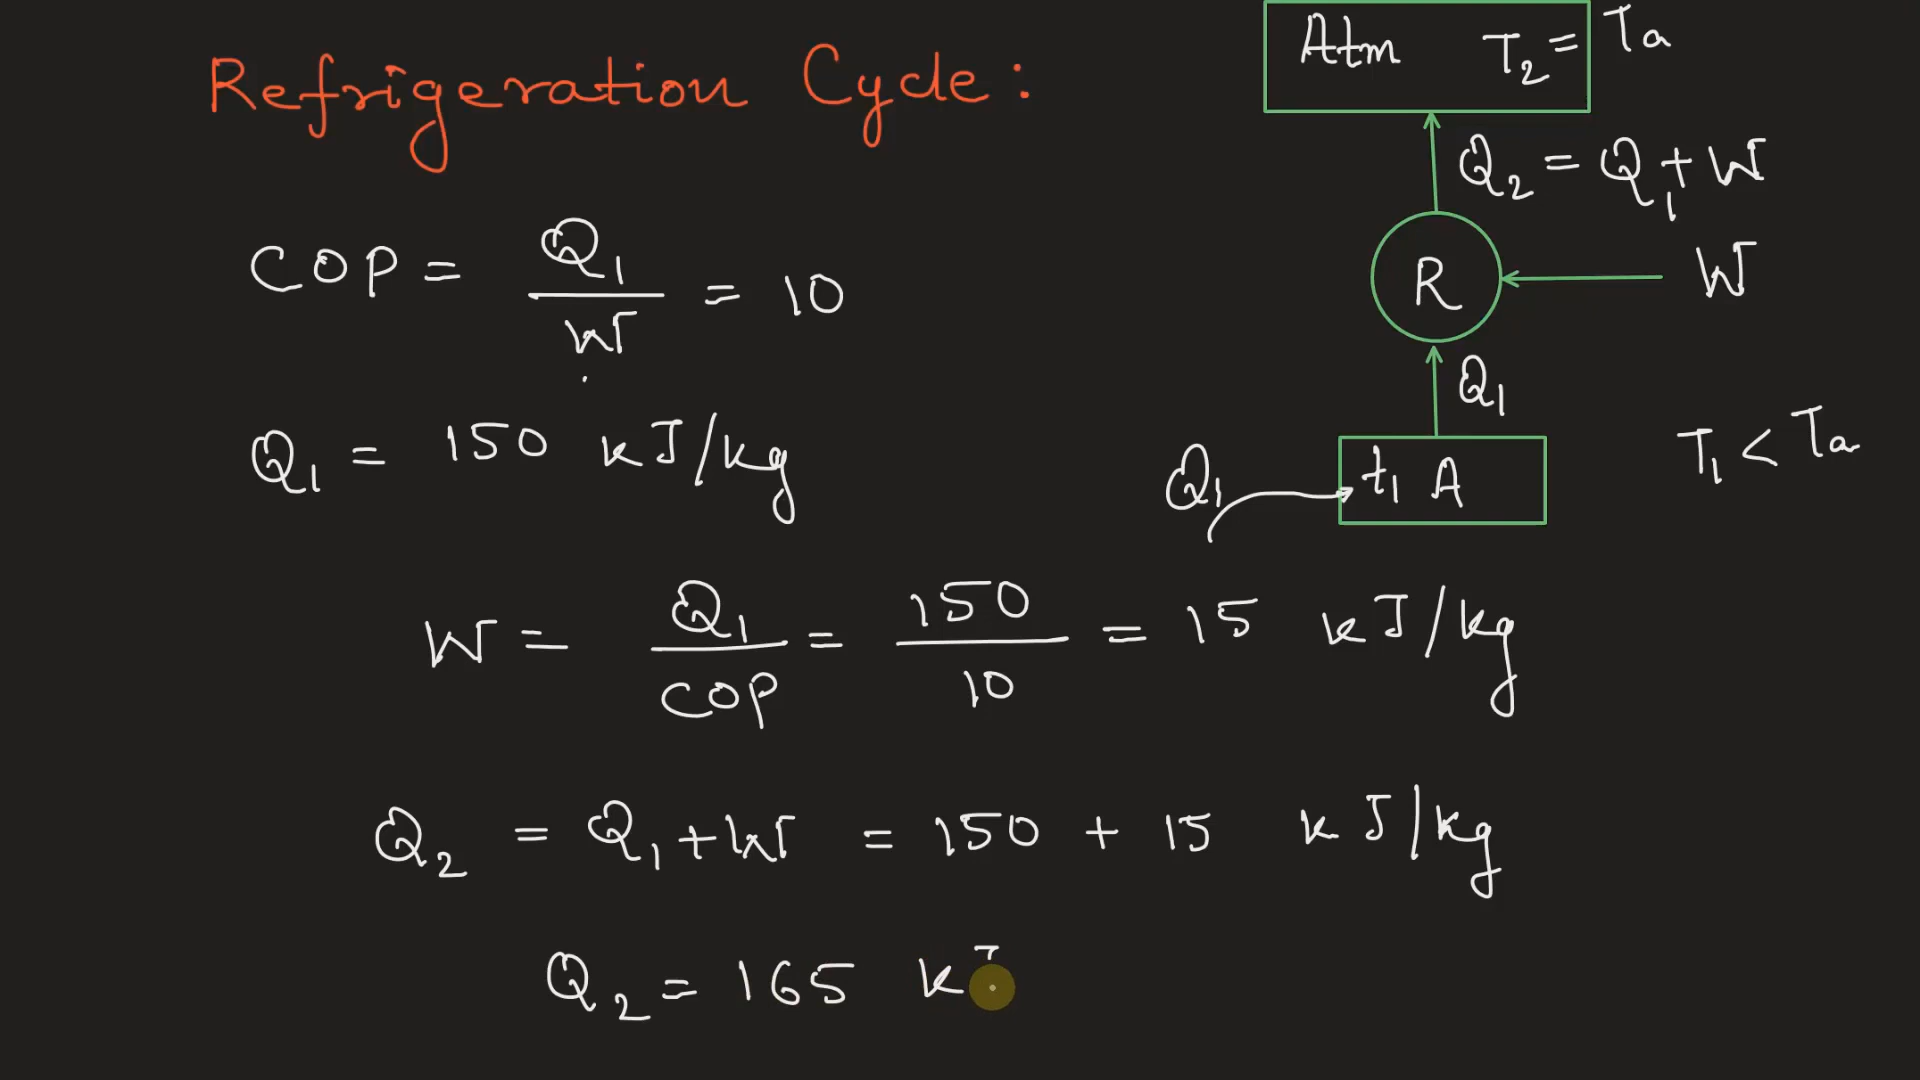 Refrigeration Cycle:
Atm T₂ = Ta
Q₂ = Q₁ + W
COP = Q₁/W = 10
R
W
Q₁
Q₁ = 150 kJ/kg
Q₁
t₁ A
T₁ < Ta
W = Q₁/COP = 150/10 = 15 kJ/kg
Q₂ = Q₁ + W = 150 + 15 kJ/kg
Q₂ = 165 kJ